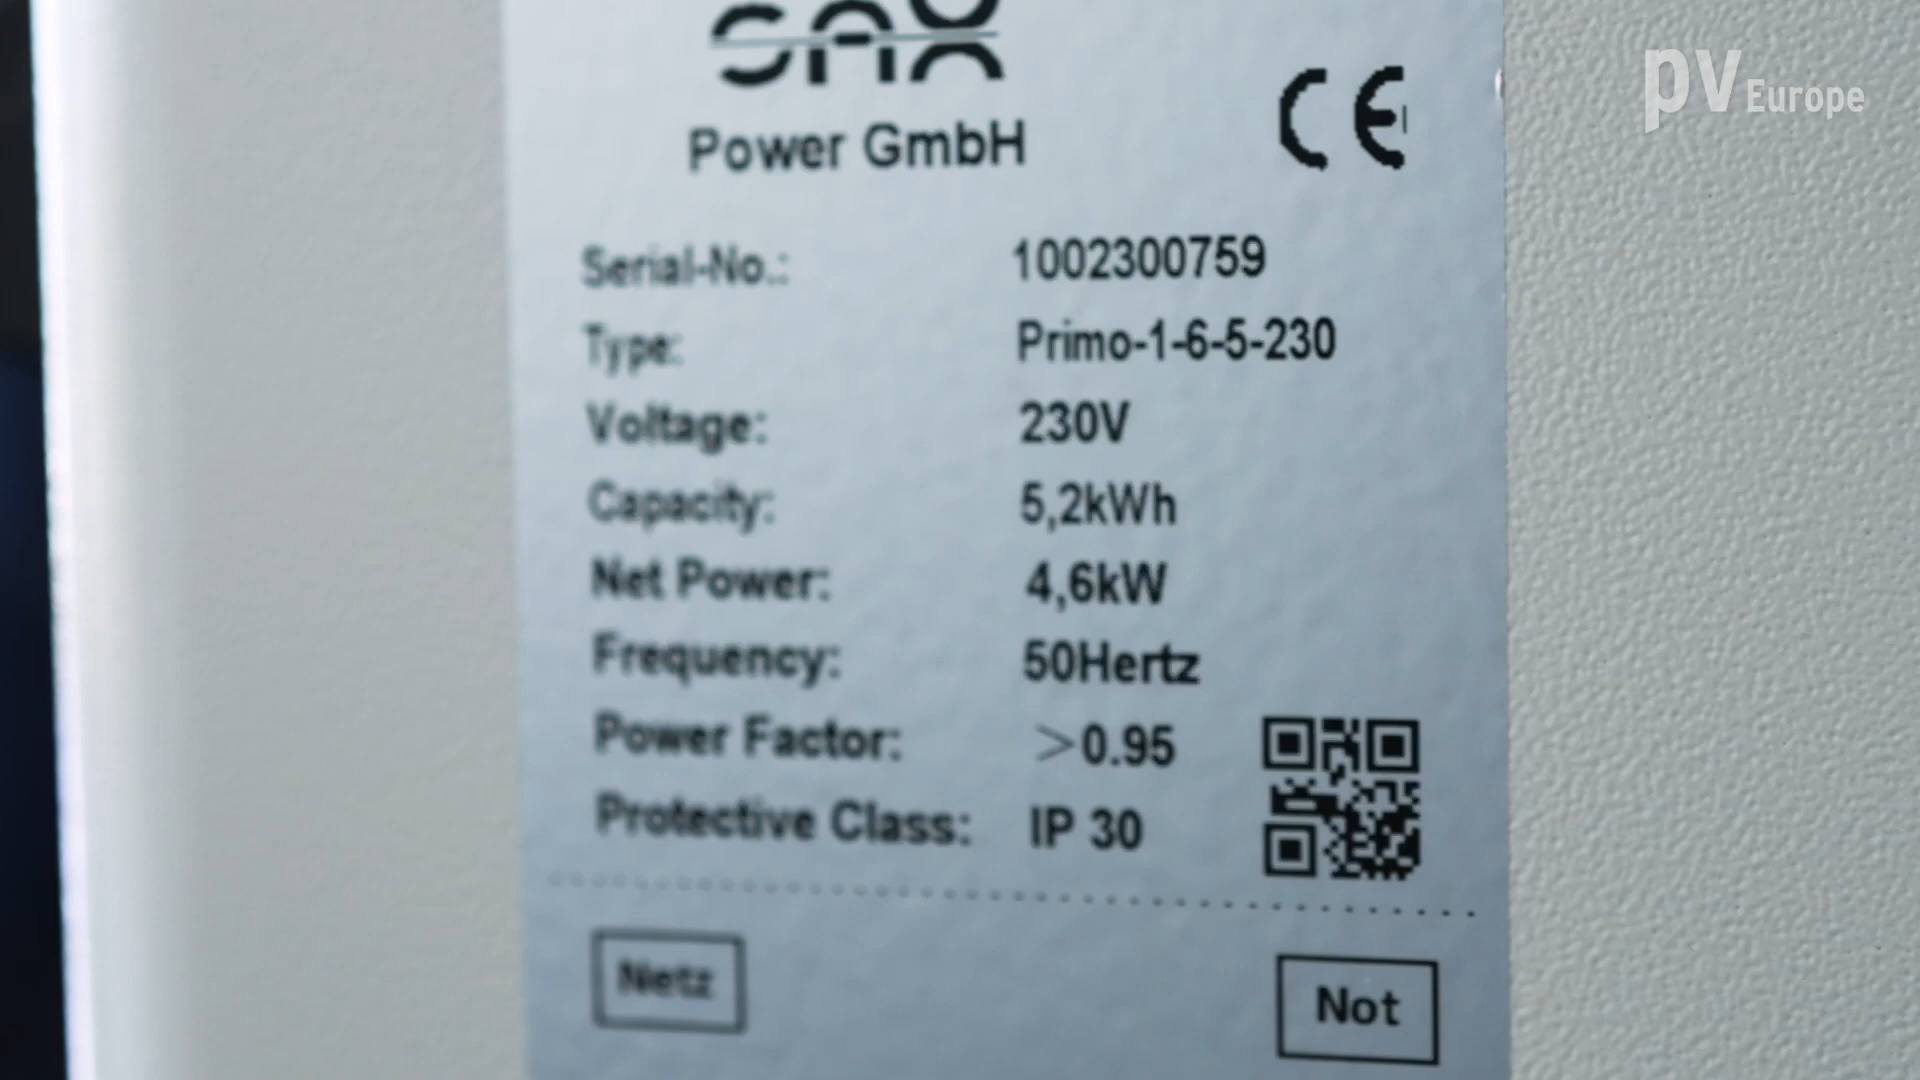 SAX
Power GmbH
CE
pv Europe
Serial-No.: 1002300759
Type: Primo-1-6-5-230
Voltage: 230V
Capacity: 5,2kWh
Net Power: 4,6kW
Frequency: 50Hertz
Power Factor: >0.95
Protective Class: IP 30
Netz
Not